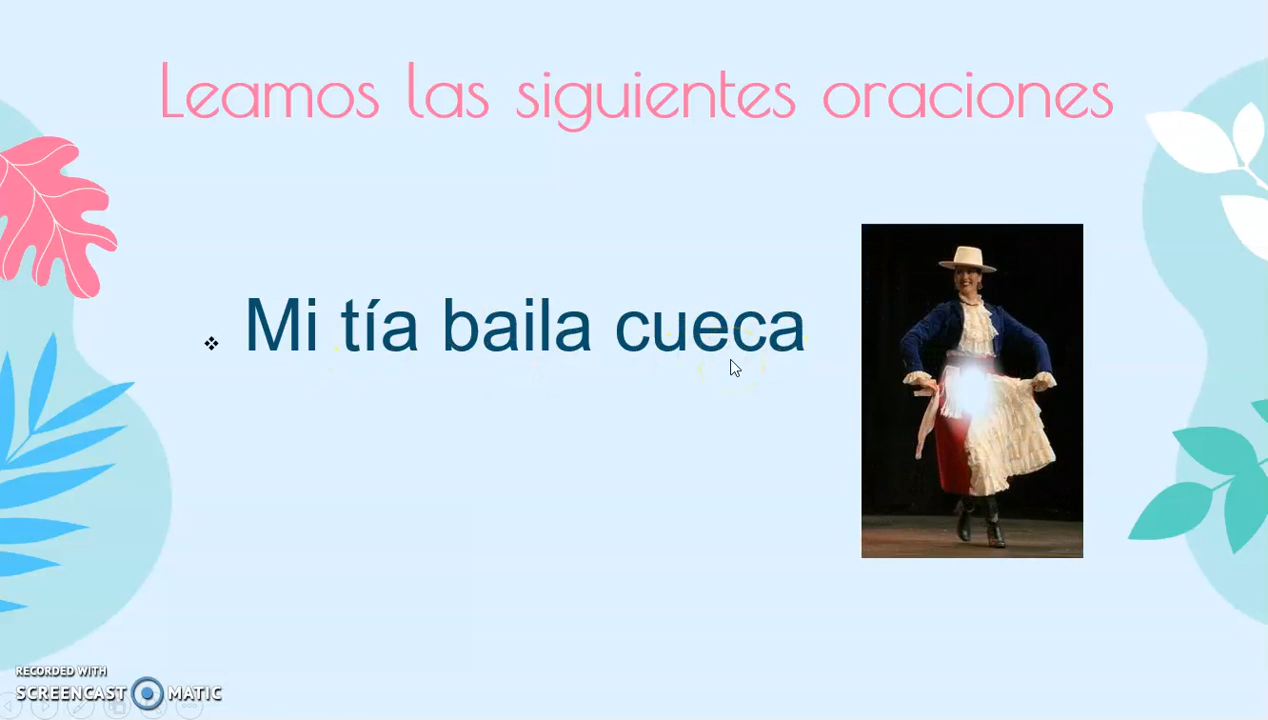 Leamos las siguientes oraciones
Mi tía baila cueca
RECORDED WITH
SCREENCAST MATIC